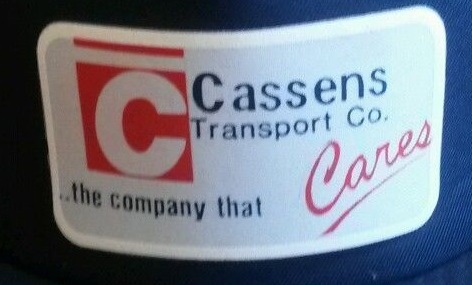 C
Cassens
Transport Co.
..the company that
Cares